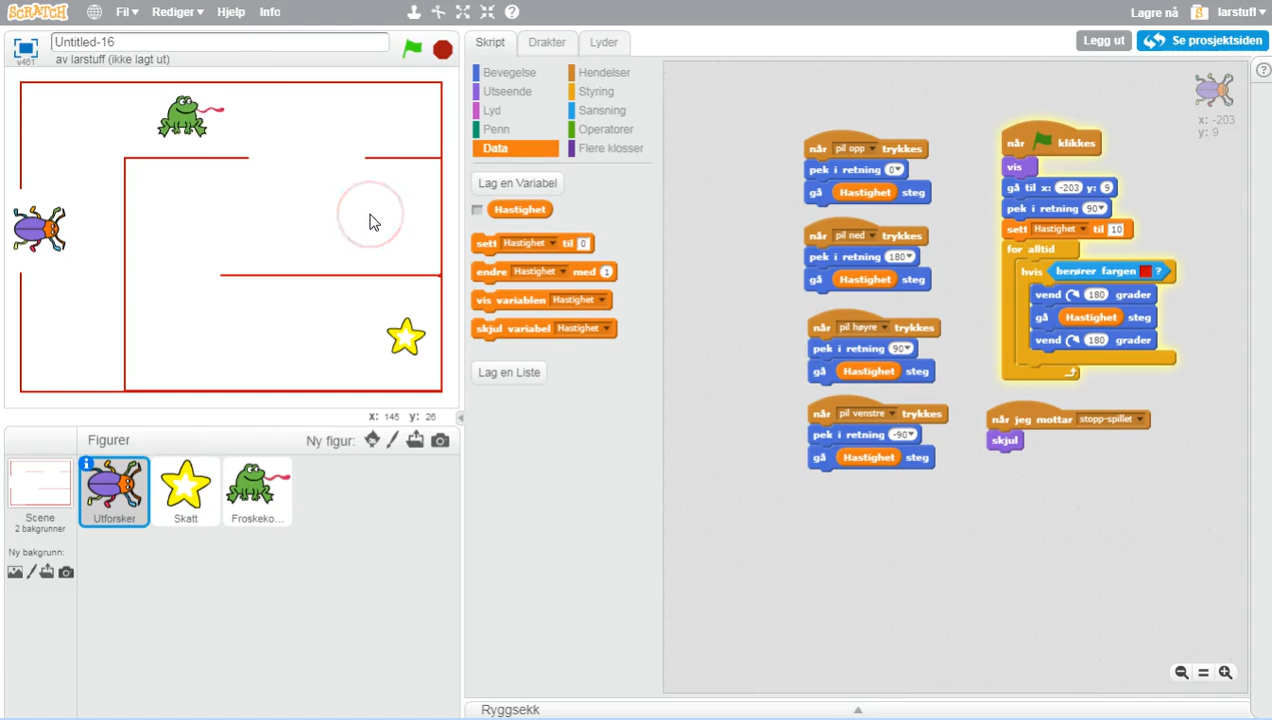 SCRATCH Fil▾ Rediger▾ Hjelp Info Lagre nå larstufl▾
v461 Untitled-16
av larstuff (ikke lagt ut)
Skript Drakter Lyder Legg ut Se prosjektsiden
Bevegelse Hendelser
Utseende Styring
Lyd Sansning
Penn Operatorer
Data Flere klosser
Lag en Variabel
Hastighet
sett Hastighet til 0
endre Hastighet med 1
vis variablen Hastighet
skjul variabel Hastighet
Lag en Liste
x: -203
y: 9
når pil opp trykkes
pek i retning 0▾
gå Hastighet steg
når pil ned trykkes
pek i retning 180▾
gå Hastighet steg
når pil høyre trykkes
pek i retning 90▾
gå Hastighet steg
når pil venstre trykkes
pek i retning -90▾
gå Hastighet steg
når klikkes
vis
gå til x: -203 y: 9
pek i retning 90▾
sett Hastighet til 10
for alltid
hvis berører fargen ?
vend 180 grader
gå Hastighet steg
vend 180 grader
når jeg mottar stopp-spillet
skjul
x: 145 y: 26
Figurer Ny figur:
Scene
2 bakgrunner
Ny bakgrunn:
Utforsker Skatt Froskeko...
Ryggsekk